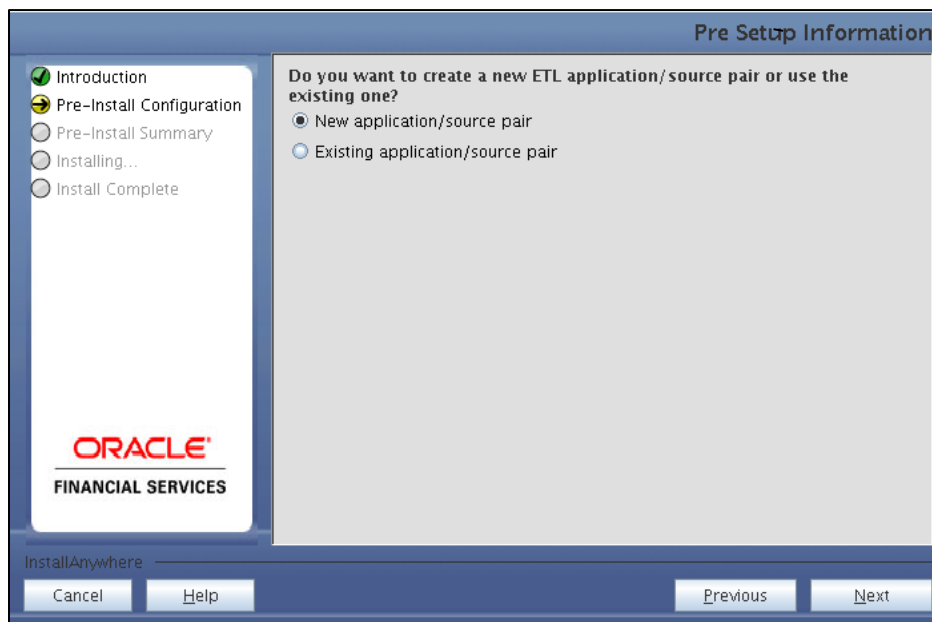 Pre Setup Information
Introduction
Pre-Install Configuration
Pre-Install Summary
Installing...
Install Complete
Do you want to create a new ETL application/source pair or use the
existing one?
New application/source pair
Existing application/source pair
ORACLE
FINANCIAL SERVICES
InstallAnywhere
Cancel
Help
Previous
Next